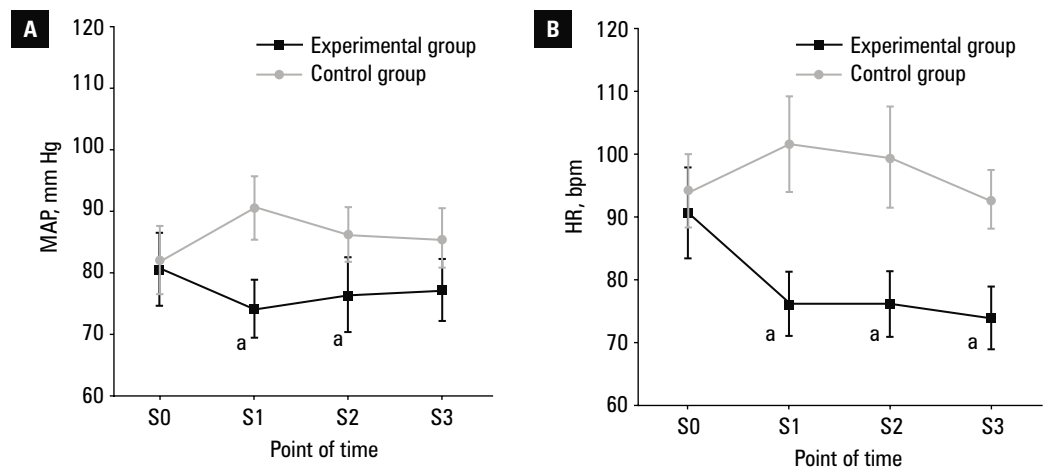 A
120
110
100
90
80
70
60
MAP, mm Hg
Experimental group
Control group
a
a
S0 S1 S2 S3
Point of time
B
120
110
100
90
80
70
60
HR, bpm
Experimental group
Control group
a
a
a
S0 S1 S2 S3
Point of time